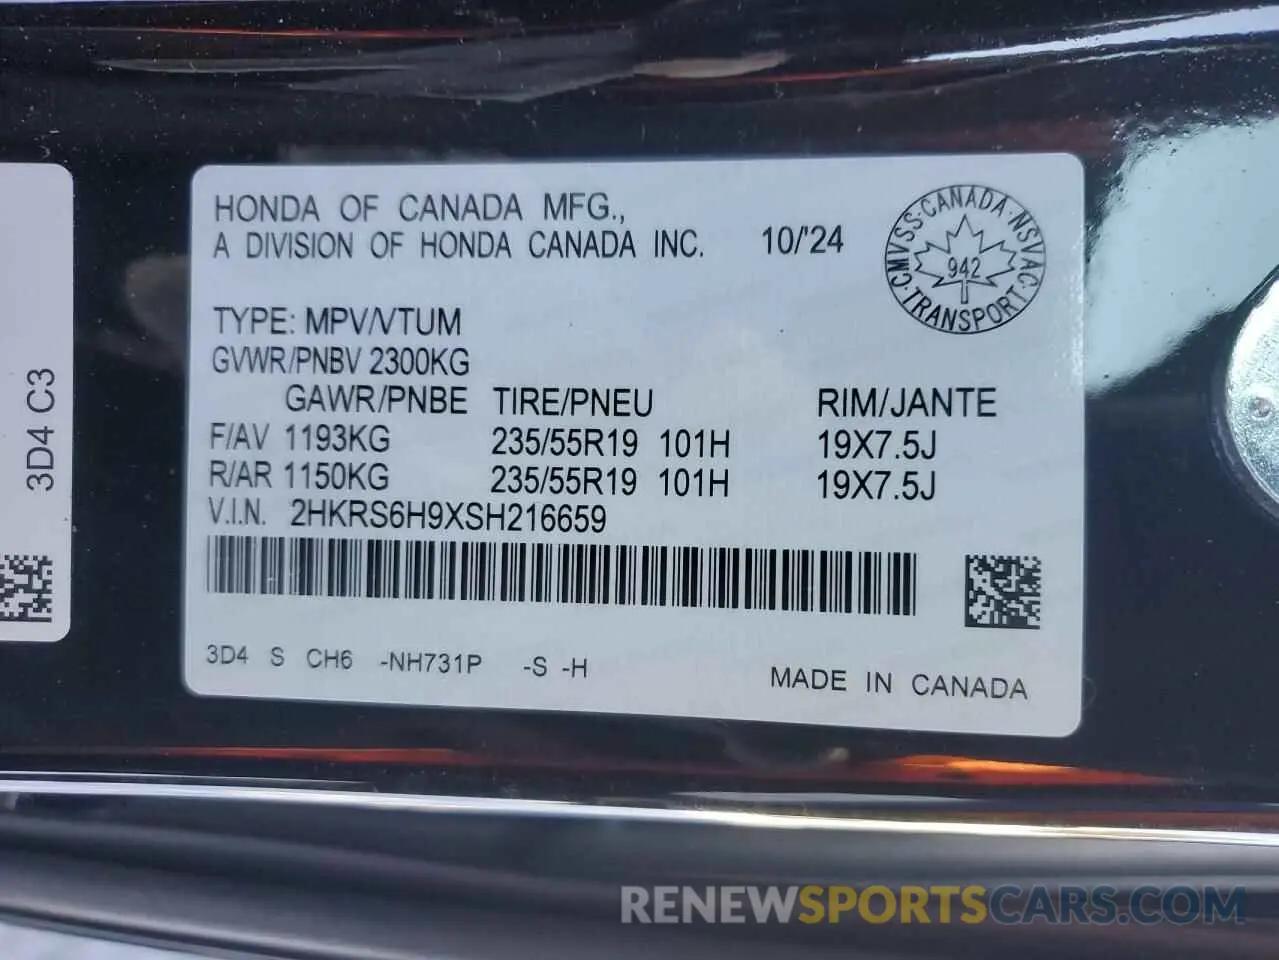 HONDA OF CANADA MFG.,
A DIVISION OF HONDA CANADA INC. 10/'24
CMVSS·CANADA·NSVAC·TRANSPORT·
942
TYPE: MPV/VTUM
GVWR/PNBV 2300KG
GAWR/PNBE TIRE/PNEU RIM/JANTE
F/AV 1193KG 235/55R19 101H 19X7.5J
R/AR 1150KG 235/55R19 101H 19X7.5J
V.I.N. 2HKRS6H9XSH216659
3D4 S CH6 -NH731P -S -H
MADE IN CANADA
3D4 C3
RENEWSPORTSCARS.COM